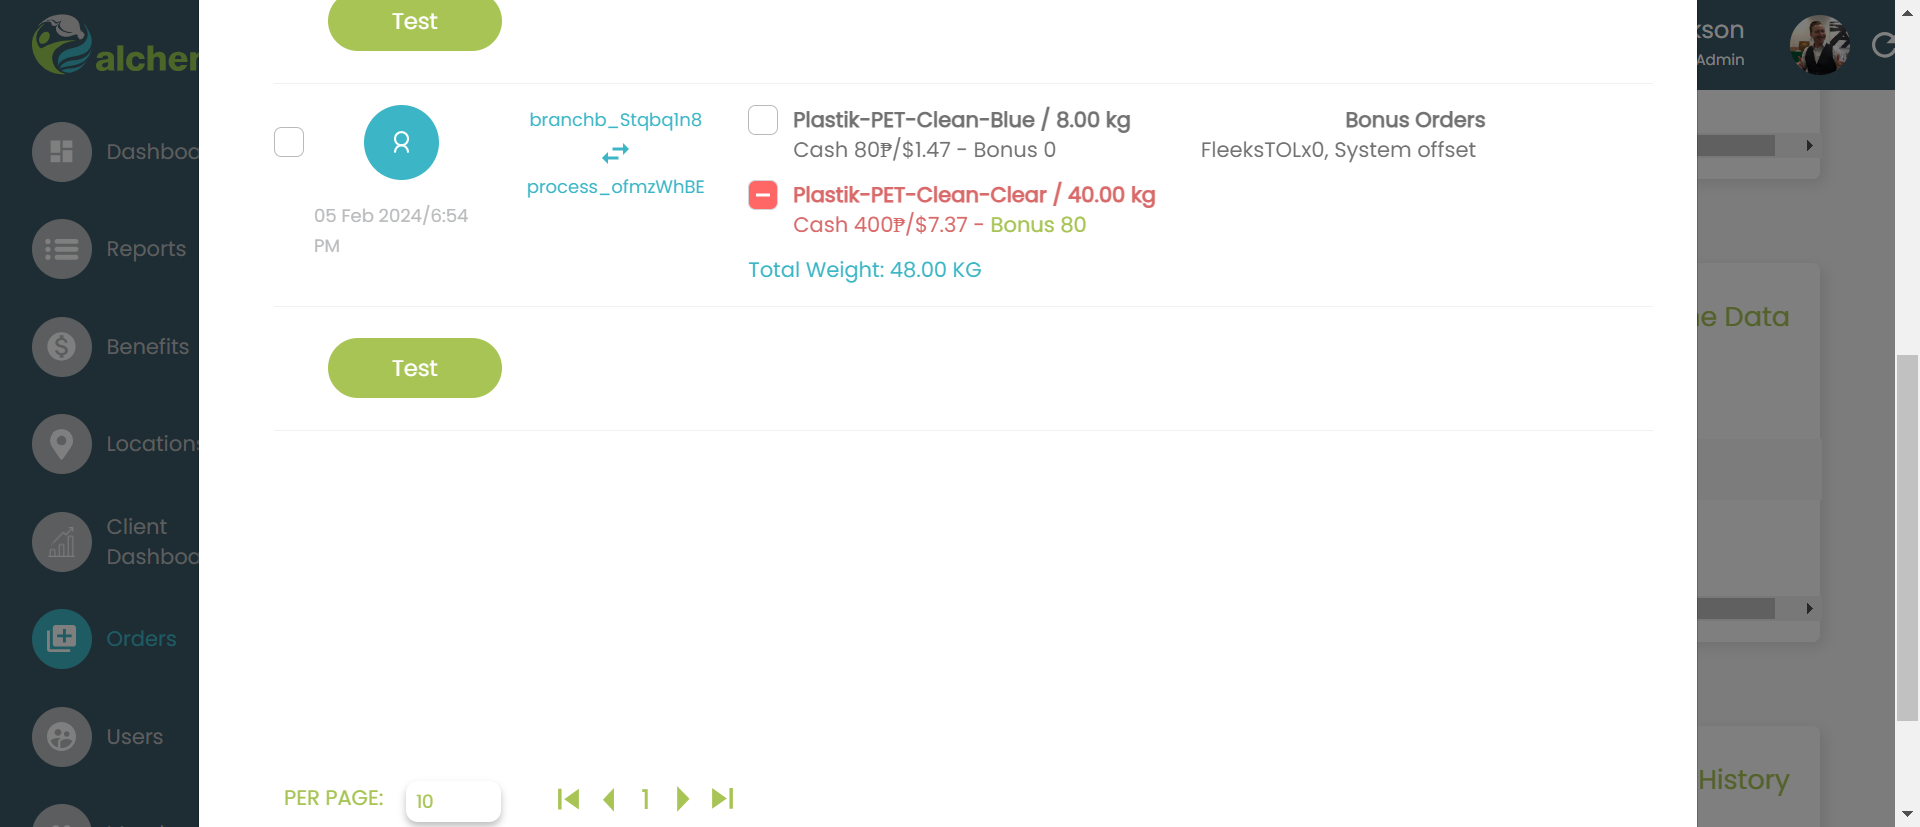 alcher
kson
Admin
Test
Dashboa
branchb_Stqbq1n8
process_ofmzWhBE
05 Feb 2024/6:54
PM
Plastik-PET-Clean-Blue / 8.00 kg
Cash 80₱/$1.47 - Bonus 0
Plastik-PET-Clean-Clear / 40.00 kg
Cash 400₱/$7.37 - Bonus 80
Total Weight: 48.00 KG
Bonus Orders
FleeksTOLx0, System offset
Reports
Benefits
Test
e Data
Locations
Client
Dashboa
Orders
Users
History
PER PAGE:
10
1